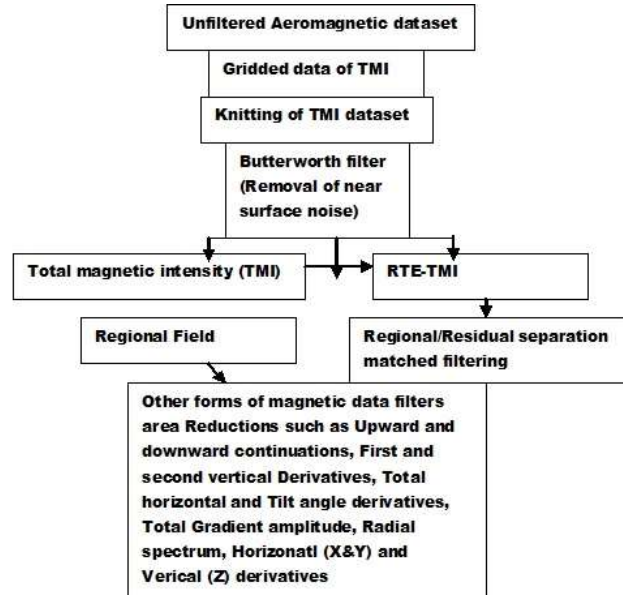 Unfiltered Aeromagnetic dataset
Gridded data of TMI
Knitting of TMI dataset
Butterworth filter
(Removal of near
surface noise)
Total magnetic intensity (TMI)
RTE-TMI
Regional Field
Regional/Residual separation
matched filtering
Other forms of magnetic data filters
area Reductions such as Upward and
downward continuations, First and
second vertical Derivatives, Total
horizontal and Tilt angle derivatives,
Total Gradient amplitude, Radial
spectrum, Horizonatl (X&Y) and
Verical (Z) derivatives